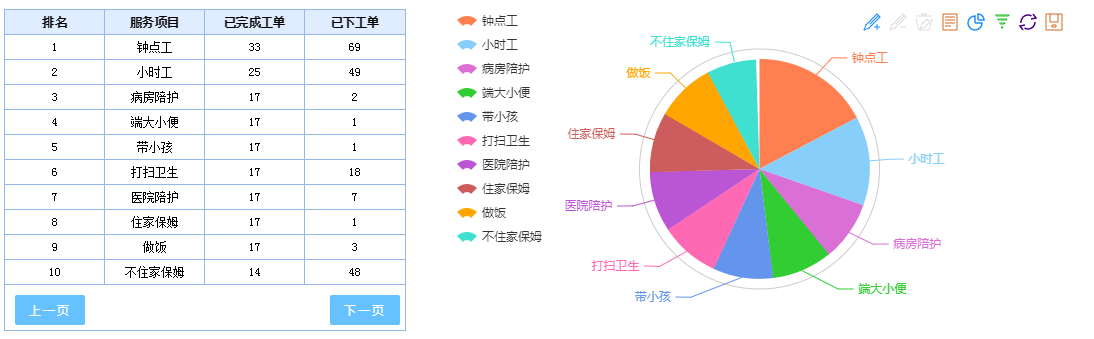 排名 服务项目 已完成工单 已下工单
1 钟点工 33 69
2 小时工 25 49
3 病房陪护 17 2
4 端大小便 17 1
5 带小孩 17 1
6 打扫卫生 17 18
7 医院陪护 17 7
8 住家保姆 17 1
9 做饭 17 3
10 不住家保姆 14 48
上一页 下一页
钟点工
小时工
病房陪护
端大小便
带小孩
打扫卫生
医院陪护
住家保姆
做饭
不住家保姆
不住家保姆
钟点工
做饭
住家保姆
小时工
医院陪护
病房陪护
打扫卫生
端大小便
带小孩